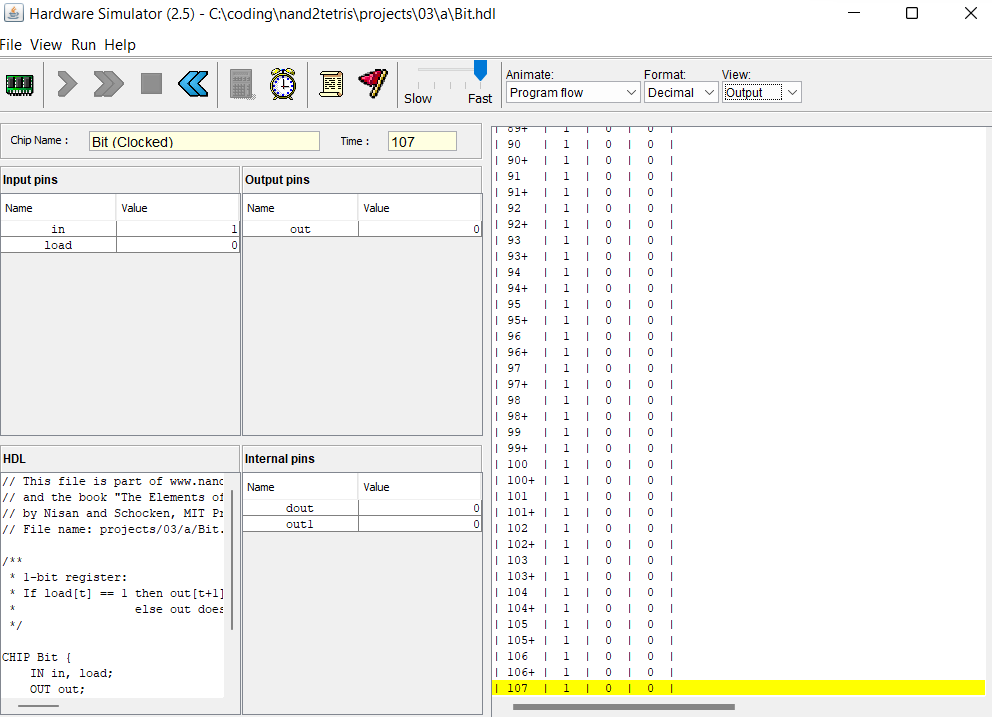 Hardware Simulator (2.5) - C:\coding\nand2tetris\projects\03\a\Bit.hdl
File View Run Help
Slow Fast
Animate: Format: View:
Program flow Decimal Output
Chip Name : Bit (Clocked) Time : 107
Input pins
Name Value
in 1
load 0
Output pins
Name Value
out 0
HDL
// This file is part of www.nand
// and the book "The Elements of
// by Nisan and Schocken, MIT Pr
// File name: projects/03/a/Bit.
/**
* 1-bit register:
* If load[t] == 1 then out[t+1]
* else out does
*/
CHIP Bit {
IN in, load;
OUT out;
Internal pins
Name Value
dout 0
out1 0
| 89+ | 1 | 0 | 0 |
| 90 | 1 | 0 | 0 |
| 90+ | 1 | 0 | 0 |
| 91 | 1 | 0 | 0 |
| 91+ | 1 | 0 | 0 |
| 92 | 1 | 0 | 0 |
| 92+ | 1 | 0 | 0 |
| 93 | 1 | 0 | 0 |
| 93+ | 1 | 0 | 0 |
| 94 | 1 | 0 | 0 |
| 94+ | 1 | 0 | 0 |
| 95 | 1 | 0 | 0 |
| 95+ | 1 | 0 | 0 |
| 96 | 1 | 0 | 0 |
| 96+ | 1 | 0 | 0 |
| 97 | 1 | 0 | 0 |
| 97+ | 1 | 0 | 0 |
| 98 | 1 | 0 | 0 |
| 98+ | 1 | 0 | 0 |
| 99 | 1 | 0 | 0 |
| 99+ | 1 | 0 | 0 |
| 100 | 1 | 0 | 0 |
| 100+ | 1 | 0 | 0 |
| 101 | 1 | 0 | 0 |
| 101+ | 1 | 0 | 0 |
| 102 | 1 | 0 | 0 |
| 102+ | 1 | 0 | 0 |
| 103 | 1 | 0 | 0 |
| 103+ | 1 | 0 | 0 |
| 104 | 1 | 0 | 0 |
| 104+ | 1 | 0 | 0 |
| 105 | 1 | 0 | 0 |
| 105+ | 1 | 0 | 0 |
| 106 | 1 | 0 | 0 |
| 106+ | 1 | 0 | 0 |
| 107 | 1 | 0 | 0 |